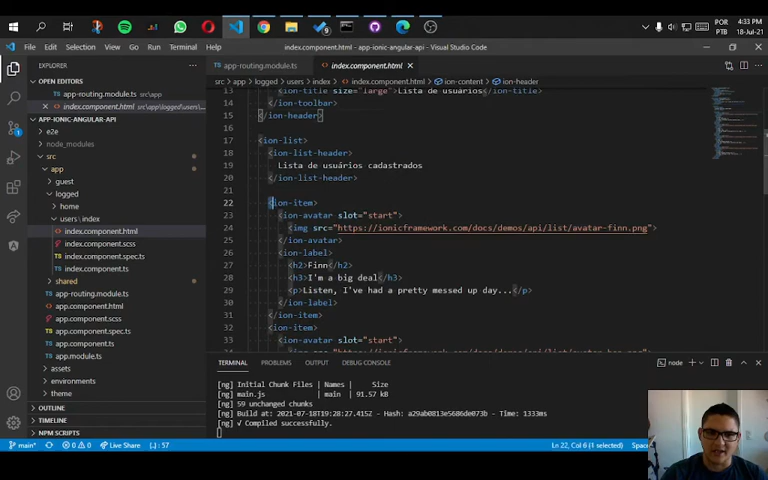 POR
PTB
4:33 PM
18-Jul-21
File Edit Selection View Go Run Terminal Help
index.component.html - app-ionic-angular-api - Visual Studio Code
EXPLORER
OPEN EDITORS
app-routing.module.ts src\app
index.component.html src\app\logged\users\...
APP-IONIC-ANGULAR-API
e2e
node_modules
src
app
guest
logged
home
users\index
index.component.html
index.component.scss
index.component.spec.ts
index.component.ts
shared
app-routing.module.ts
app.component.html
app.component.scss
app.component.spec.ts
app.component.ts
app.module.ts
assets
environments
theme
OUTLINE
TIMELINE
NPM SCRIPTS
app-routing.module.ts
index.component.html
src > app > logged > users > index > index.component.html > ion-content > ion-header
13 <ion-title size="large">Lista de usuários</ion-title>
14 </ion-toolbar>
15 </ion-header>
16
17 <ion-list>
18 <ion-list-header>
19 Lista de usuários cadastrados
20 </ion-list-header>
21
22 <ion-item>
23 <ion-avatar slot="start">
24 <img src="https://ionicframework.com/docs/demos/api/list/avatar-finn.png">
25 </ion-avatar>
26 <ion-label>
27 <h2>Finn</h2>
28 <h3>I'm a big deal</h3>
29 <p>Listen, I've had a pretty messed up day...</p>
30 </ion-label>
31 </ion-item>
32 <ion-item>
33 <ion-avatar slot="start">
TERMINAL PROBLEMS OUTPUT DEBUG CONSOLE
node
[ng] Initial Chunk Files | Names | Size
[ng] main.js | main | 91.57 kB
[ng] 59 unchanged chunks
[ng] Build at: 2021-07-18T19:28:27.415Z - Hash: a29ab0813e5686de073b - Time: 1333ms
[ng] √ Compiled successfully.
main* 0 0 Live Share : 57
Ln 22, Col 6 (1 selected)